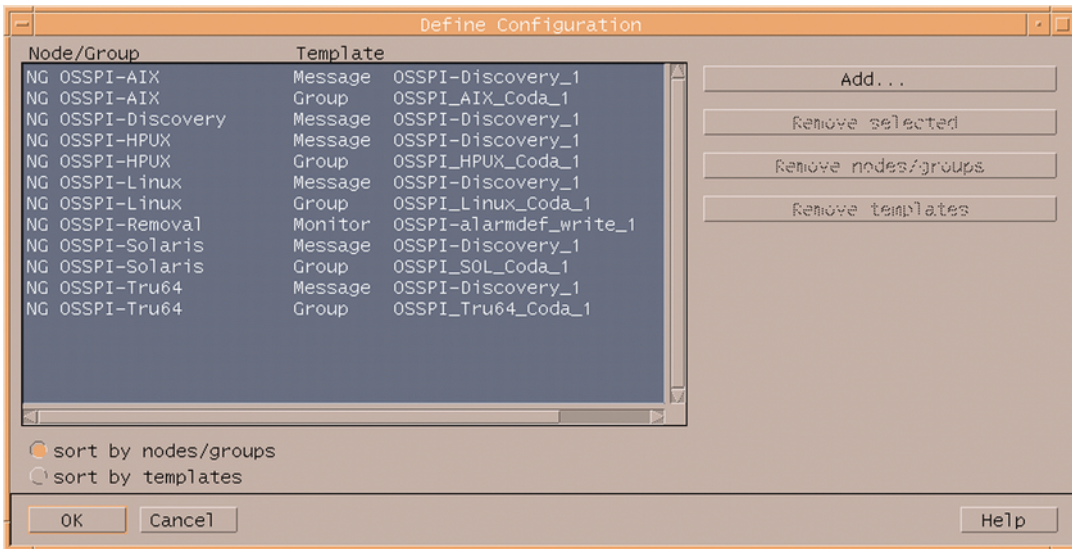 Define Configuration
Node/Group Template
NG OSSPI-AIX Message OSSPI-Discovery_1
NG OSSPI-AIX Group OSSPI_AIX_Coda_1
NG OSSPI-Discovery Message OSSPI-Discovery_1
NG OSSPI-HPUX Message OSSPI-Discovery_1
NG OSSPI-HPUX Group OSSPI_HPUX_Coda_1
NG OSSPI-Linux Message OSSPI-Discovery_1
NG OSSPI-Linux Group OSSPI_Linux_Coda_1
NG OSSPI-Removal Monitor OSSPI-alarmdef_write_1
NG OSSPI-Solaris Message OSSPI-Discovery_1
NG OSSPI-Solaris Group OSSPI_SOL_Coda_1
NG OSSPI-Tru64 Message OSSPI-Discovery_1
NG OSSPI-Tru64 Group OSSPI_Tru64_Coda_1
Add...
Remove selected
Remove nodes/groups
Remove templates
sort by nodes/groups
sort by templates
OK Cancel Help